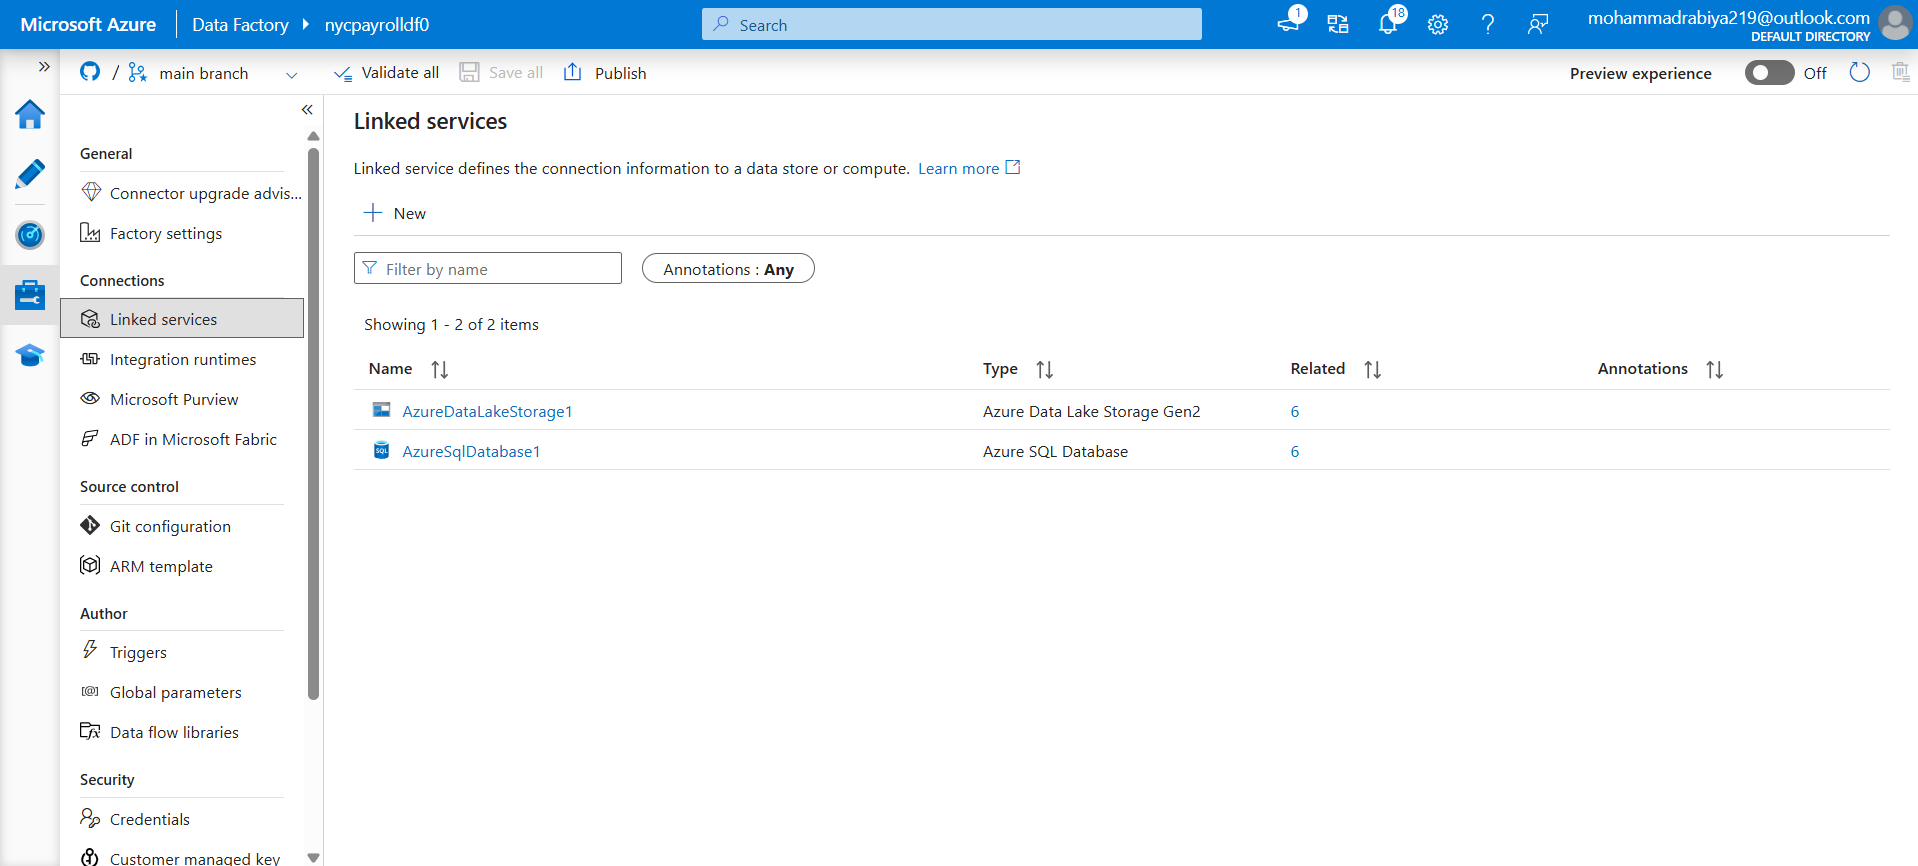 Microsoft Azure Data Factory nycpayrolldf0
Search
1
18
mohammadrabiya219@outlook.com
DEFAULT DIRECTORY
/ main branch
Validate all
Save all
Publish
Preview experience
Off
General
Connector upgrade advis...
Factory settings
Connections
Linked services
Integration runtimes
Microsoft Purview
ADF in Microsoft Fabric
Source control
Git configuration
ARM template
Author
Triggers
Global parameters
Data flow libraries
Security
Credentials
Customer managed key
Linked services
Linked service defines the connection information to a data store or compute. Learn more
New
Filter by name
Annotations : Any
Showing 1 - 2 of 2 items
Name Type Related Annotations
AzureDataLakeStorage1 Azure Data Lake Storage Gen2 6
SQL AzureSqlDatabase1 Azure SQL Database 6